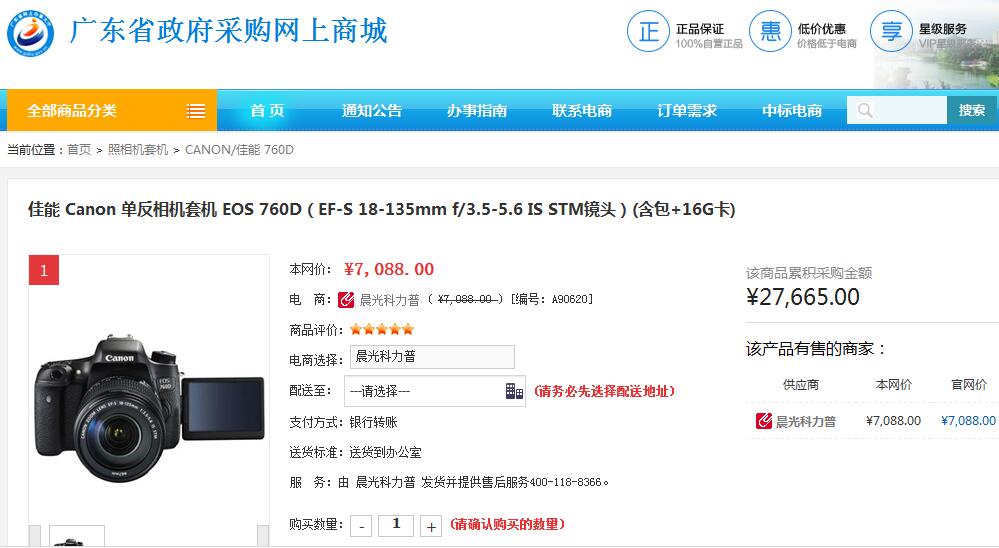 广东省政府采购网上商城
正 正品保证 100%自营正品
惠 低价优惠 价格低于电商
享 星级服务 VIP星级服务
全部商品分类 首页 通知公告 办事指南 联系电商 订单需求 中标电商 搜索
当前位置：首页 > 照相机套机 > CANON/佳能 760D
佳能 Canon 单反相机套机 EOS 760D（EF-S 18-135mm f/3.5-5.6 IS STM镜头）(含包+16G卡)
1
Canon
EOS 760D
本网价： ¥7,088.00
电 商： 晨光科力普 ( ¥7,088.00 ) [编号: A90620]
商品评价：
电商选择： 晨光科力普
配送至： ---请选择--- (请务必先选择配送地址)
支付方式：银行转账
送货标准：送货到办公室
服 务：由 晨光科力普 发货并提供售后服务400-118-8366。
购买数量： - 1 + (请确认购买的数量)
该商品累积采购金额
¥27,665.00
该产品有售的商家：
供应商 本网价 官网价
晨光科力普 ¥7,088.00 ¥7,088.00